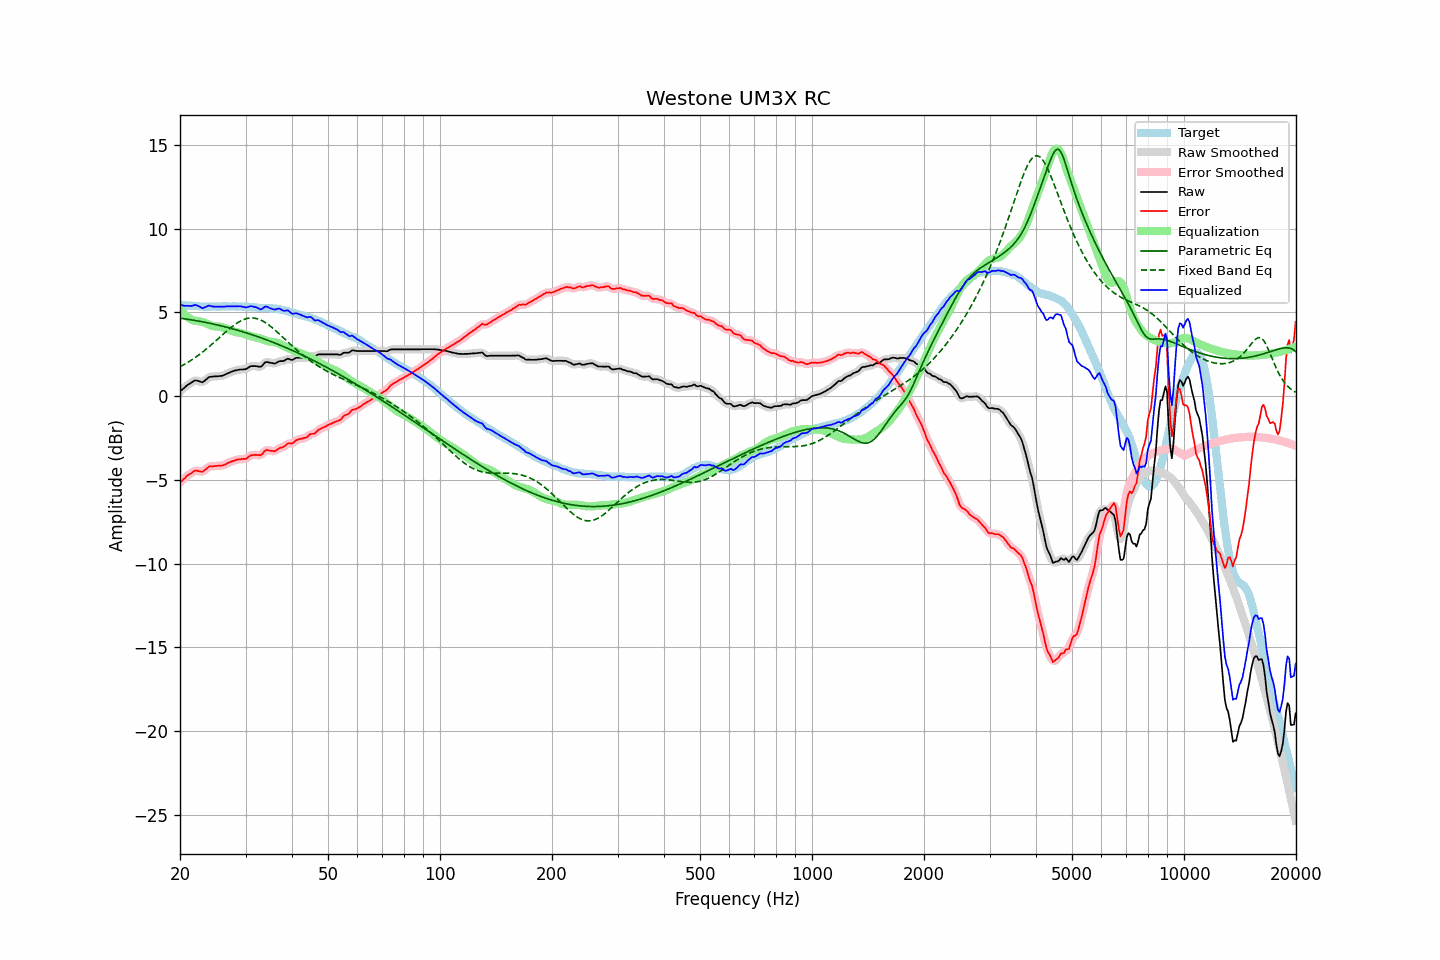 Westone UM3X RC
Target
Raw Smoothed
Error Smoothed
Raw
Error
Equalization
Parametric Eq
Fixed Band Eq
Equalized
15
10
5
0
−5
−10
−15
−20
−25
Amplitude (dBr)
20 50 100 200 500 1000 2000 5000 10000 20000
Frequency (Hz)